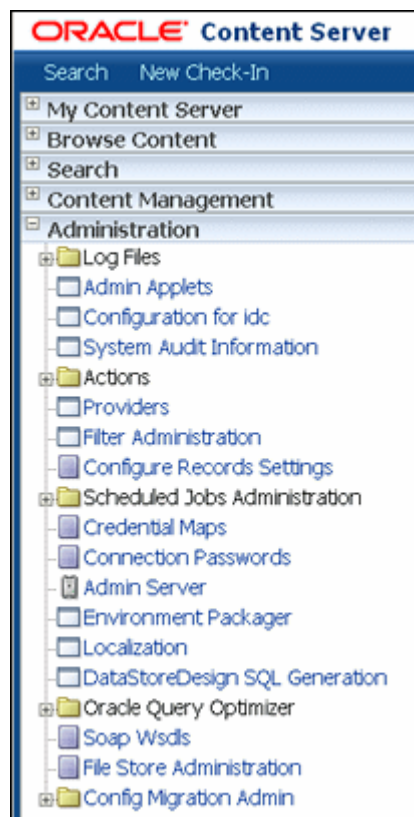 ORACLE Content Server
Search New Check-In
My Content Server
Browse Content
Search
Content Management
Administration
Log Files
Admin Applets
Configuration for idc
System Audit Information
Actions
Providers
Filter Administration
Configure Records Settings
Scheduled Jobs Administration
Credential Maps
Connection Passwords
Admin Server
Environment Packager
Localization
DataStoreDesign SQL Generation
Oracle Query Optimizer
Soap Wsdls
File Store Administration
Config Migration Admin